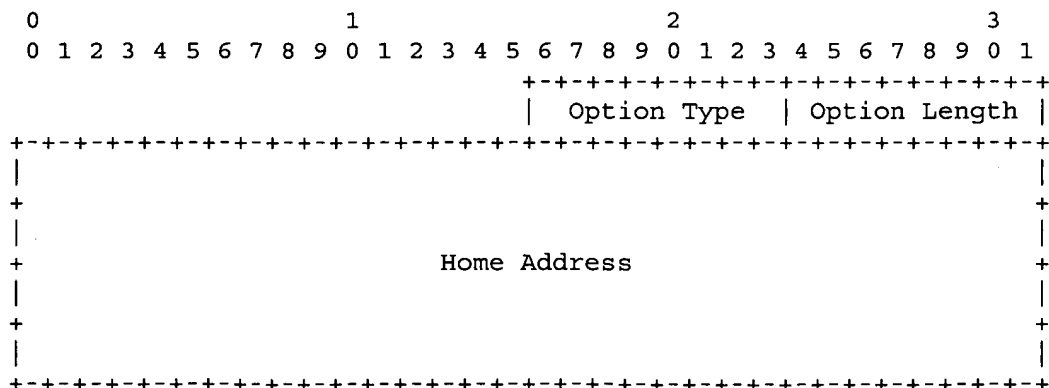 0 1 2 3
0 1 2 3 4 5 6 7 8 9 0 1 2 3 4 5 6 7 8 9 0 1 2 3 4 5 6 7 8 9 0 1
+-+-+-+-+-+-+-+-+-+-+-+-+-+-+-+-+
| Option Type | Option Length |
+-+-+-+-+-+-+-+-+-+-+-+-+-+-+-+-+-+-+-+-+-+-+-+-+-+-+-+-+-+-+-+-+
| |
+ +
| |
+ Home Address +
| |
+ +
| |
+-+-+-+-+-+-+-+-+-+-+-+-+-+-+-+-+-+-+-+-+-+-+-+-+-+-+-+-+-+-+-+-+